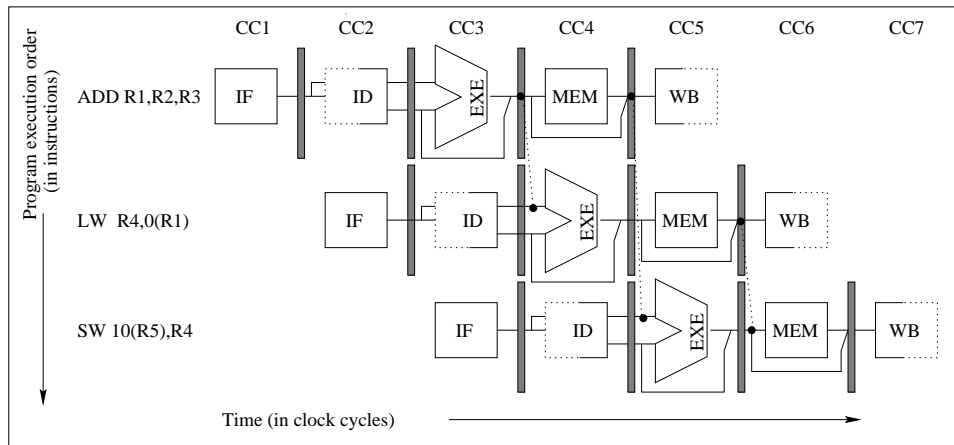 CC1 CC2 CC3 CC4 CC5 CC6 CC7
Program execution order
(in instructions)
ADD R1,R2,R3 IF ID EXE MEM WB
LW R4,0(R1) IF ID EXE MEM WB
SW 10(R5),R4 IF ID EXE MEM WB
Time (in clock cycles)